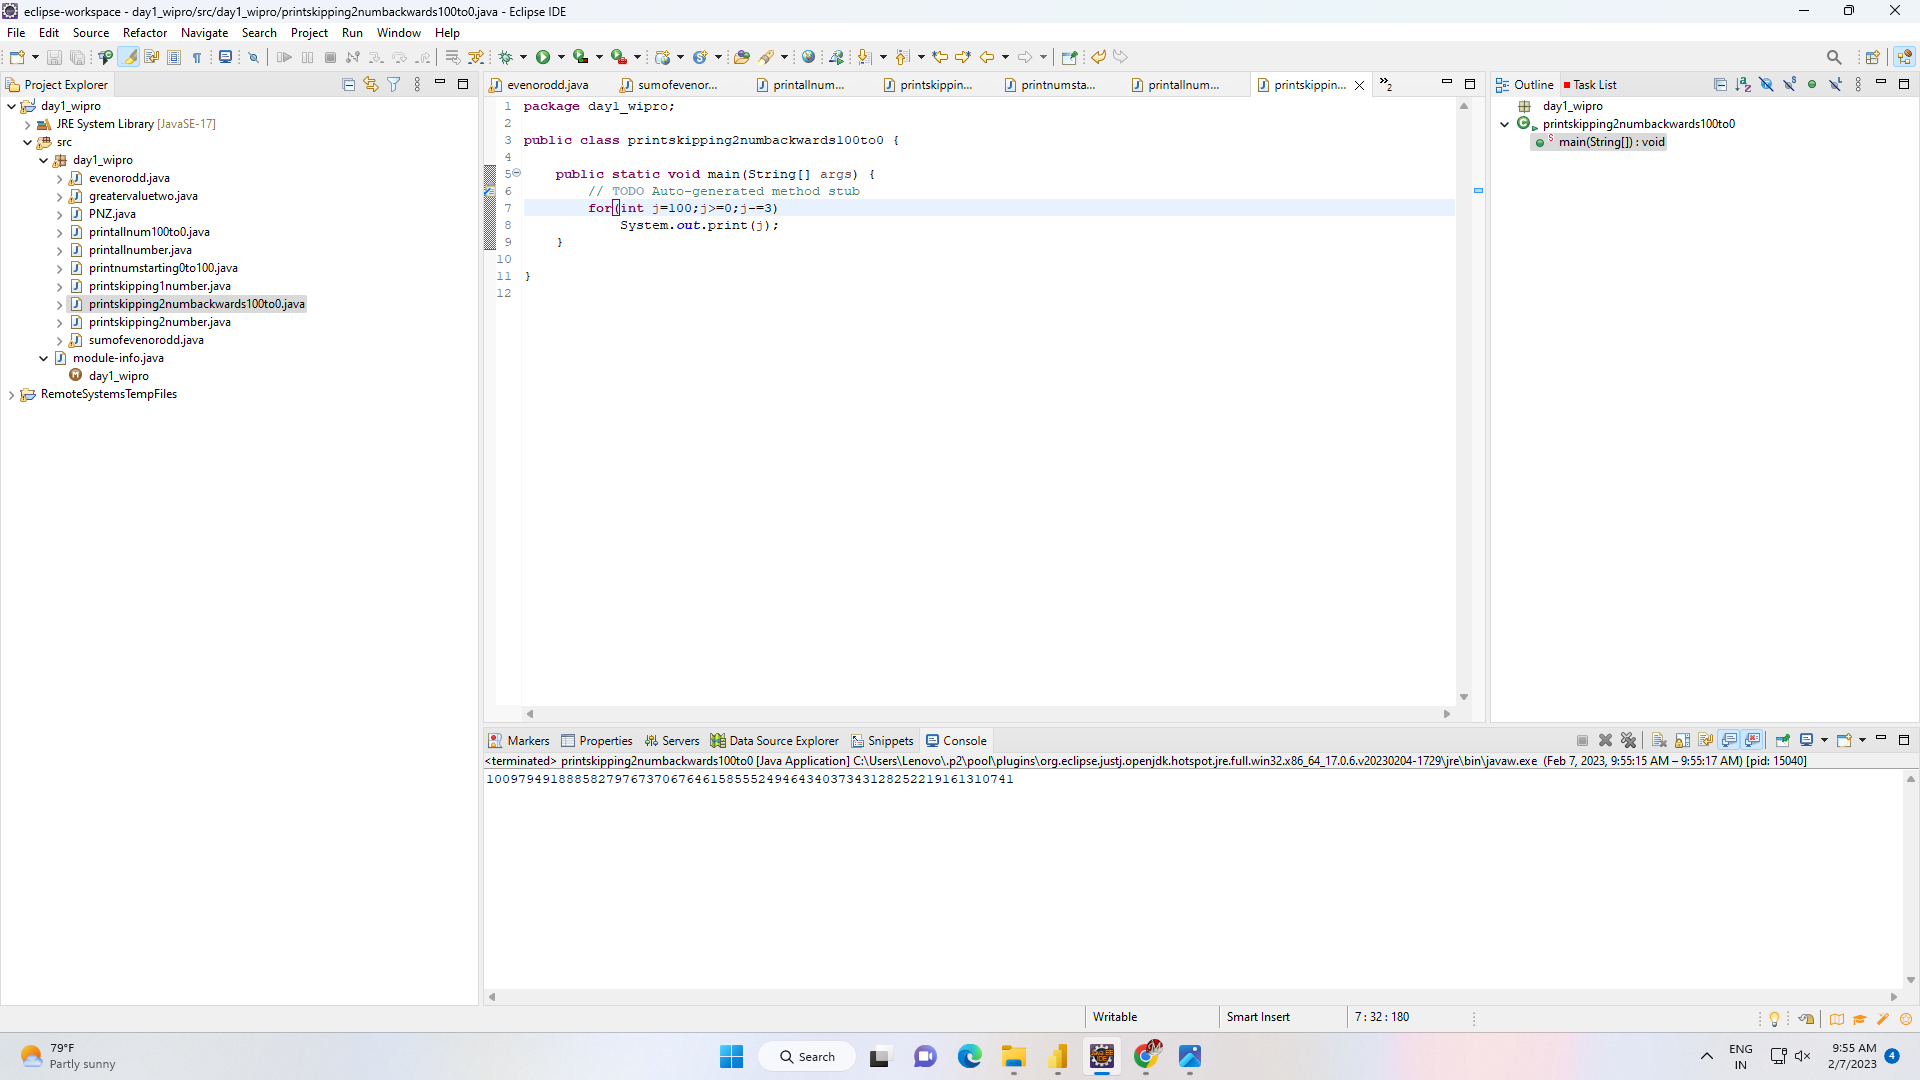 eclipse-workspace - day1_wipro/src/day1_wipro/printskipping2numbackwards100to0.java - Eclipse IDE
File Edit Source Refactor Navigate Search Project Run Window Help
Project Explorer
day1_wipro
JRE System Library [JavaSE-17]
src
day1_wipro
evenorodd.java
greatervaluetwo.java
PNZ.java
printallnum100to0.java
printallnumber.java
printnumstarting0to100.java
printskipping1number.java
printskipping2numbackwards100to0.java
printskipping2number.java
sumofevenorodd.java
module-info.java
day1_wipro
RemoteSystemsTempFiles
evenorodd.java sumofevenor... printallnum... printskippin... printnumsta... printallnum... printskippin... »2
1 package day1_wipro;
2
3 public class printskipping2numbackwards100to0 {
4
5 public static void main(String[] args) {
6 // TODO Auto-generated method stub
7 for(int j=100;j>=0;j-=3)
8 System.out.print(j);
9 }
10
11 }
12
Outline Task List
day1_wipro
printskipping2numbackwards100to0
main(String[]) : void
Markers Properties Servers Data Source Explorer Snippets Console
<terminated> printskipping2numbackwards100to0 [Java Application] C:\Users\Lenovo\.p2\pool\plugins\org.eclipse.justj.openjdk.hotspot.jre.full.win32.x86_64_17.0.6.v20230204-1729\jre\bin\javaw.exe (Feb 7, 2023, 9:55:15 AM – 9:55:17 AM) [pid: 15040]
1009794918885827976737067646158555249464340373431282522191613107​41
Writable Smart Insert 7 : 32 : 180
79°F
Partly sunny
Search
ENG
IN
9:55 AM
2/7/2023
4